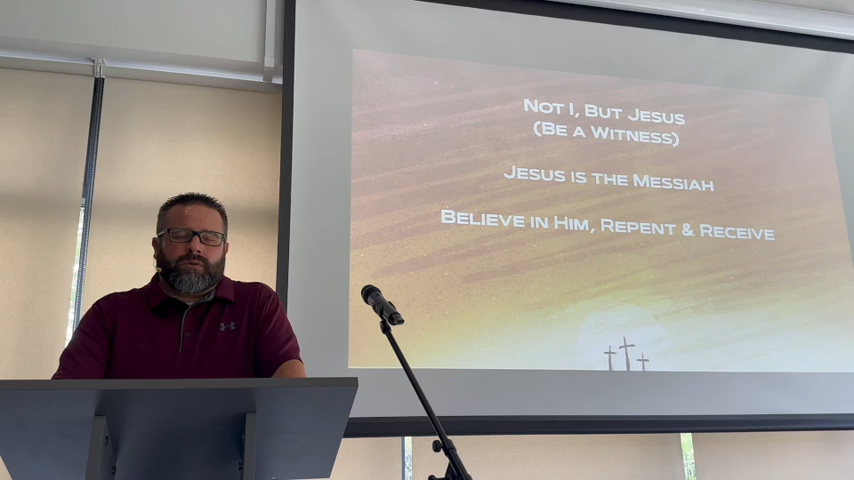 Not I, But Jesus
(Be a Witness)
Jesus is the Messiah
Believe in Him, Repent & Receive